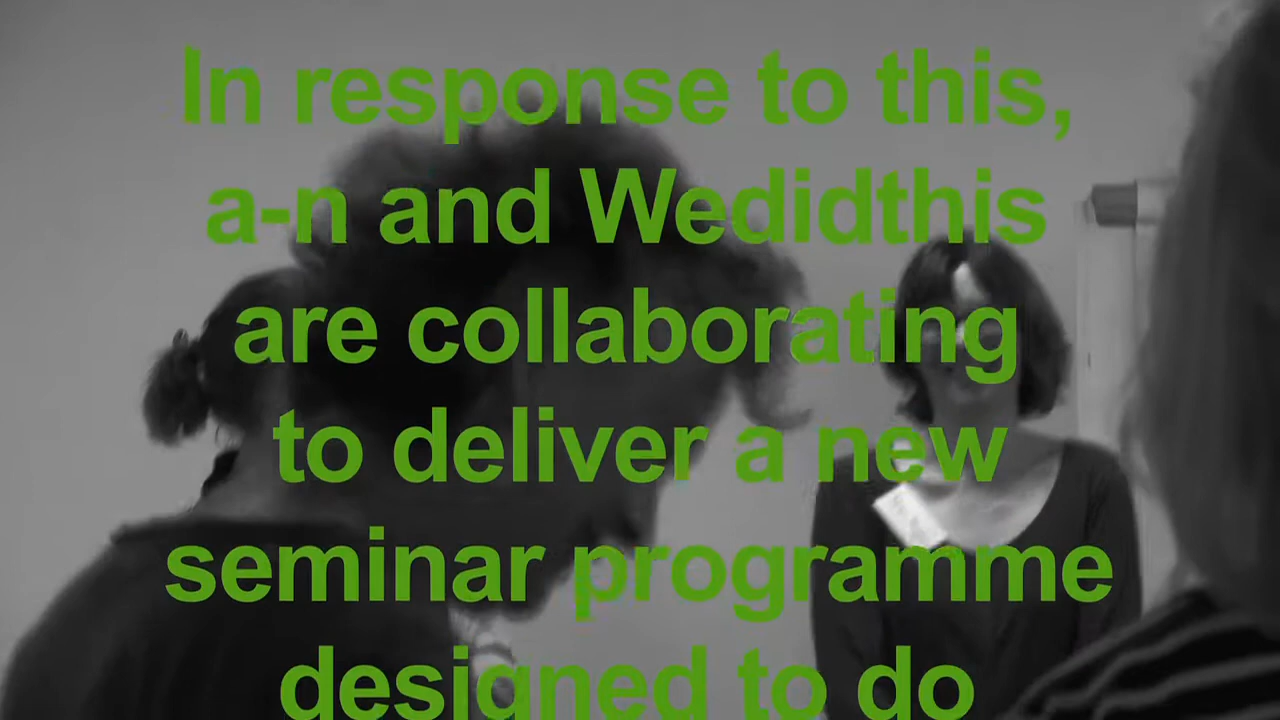 In response to this,
a-n and Wedidthis
are collaborating
to deliver a new
seminar programme
designed to do